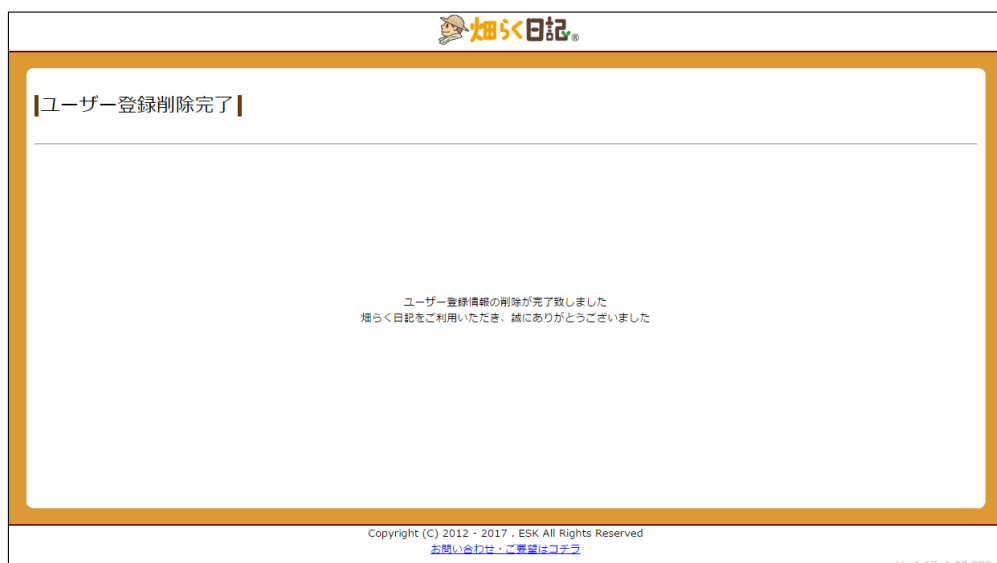 畑らく日記®
ユーザー登録削除完了
ユーザー登録情報の削除が完了致しました
畑らく日記をご利用いただき、誠にありがとうございました
Copyright (C) 2012 - 2017 . ESK All Rights Reserved
お問い合わせ・ご要望はコチラ